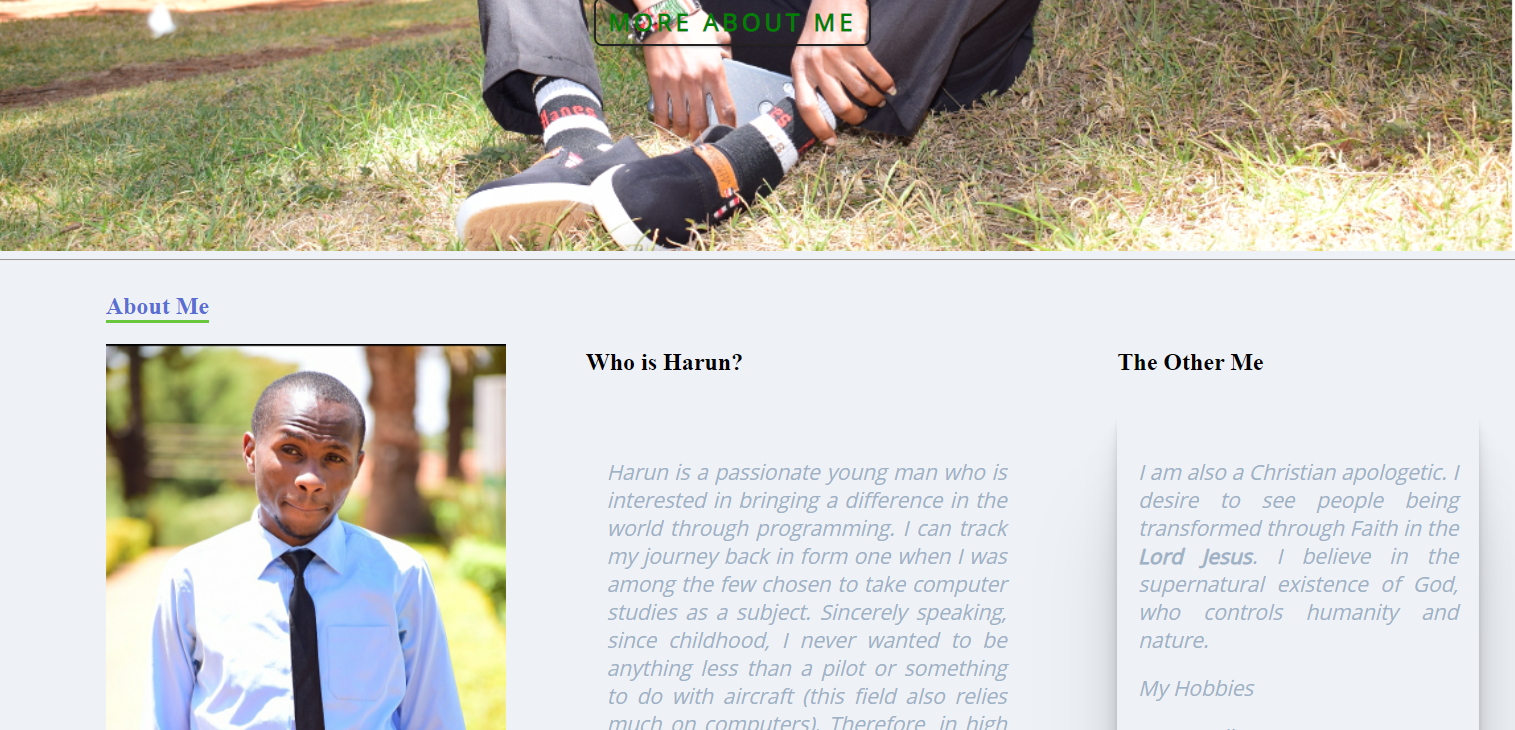 MORE ABOUT ME
Hanes
es
About Me
Who is Harun?
Harun is a passionate young man who is
interested in bringing a difference in the
world through programming. I can track
my journey back in form one when I was
among the few chosen to take computer
studies as a subject. Sincerely speaking,
since childhood, I never wanted to be
anything less than a pilot or something
to do with aircraft (this field also relies
much on computers). Therefore, in high
The Other Me
I am also a Christian apologetic. I
desire to see people being
transformed through Faith in the
Lord Jesus. I believe in the
supernatural existence of God,
who controls humanity and
nature.
My Hobbies